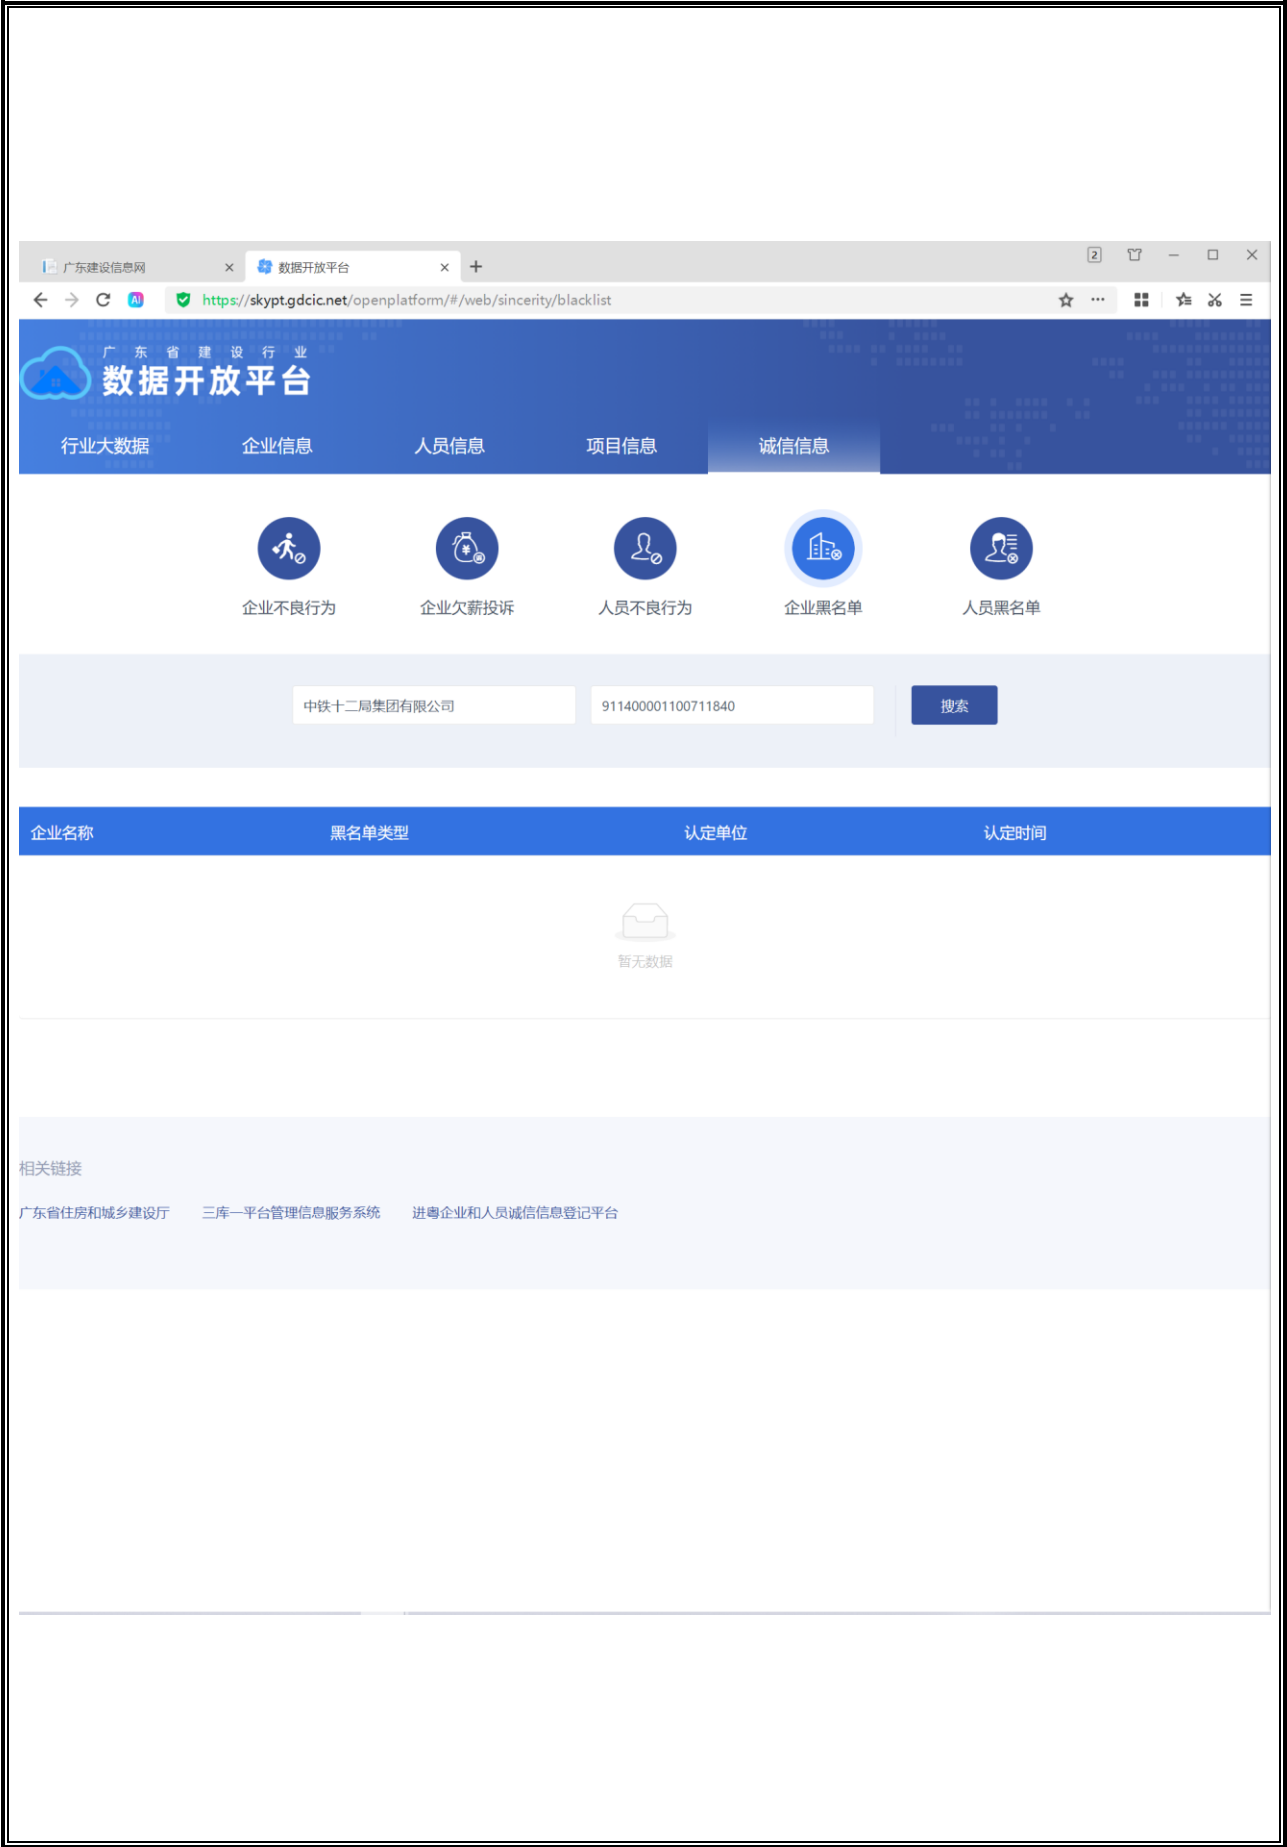 广东建设信息网
数据开放平台
2
AI
https://skypt.gdcic.net/openplatform/#/web/sincerity/blacklist
广东省建设行业
数据开放平台
行业大数据 企业信息 人员信息 项目信息 诚信信息
企业不良行为 企业欠薪投诉 人员不良行为 企业黑名单 人员黑名单
中铁十二局集团有限公司 911400001100711840 搜索
企业名称 黑名单类型 认定单位 认定时间
暂无数据
相关链接
广东省住房和城乡建设厅 三库一平台管理信息服务系统 进粤企业和人员诚信信息登记平台